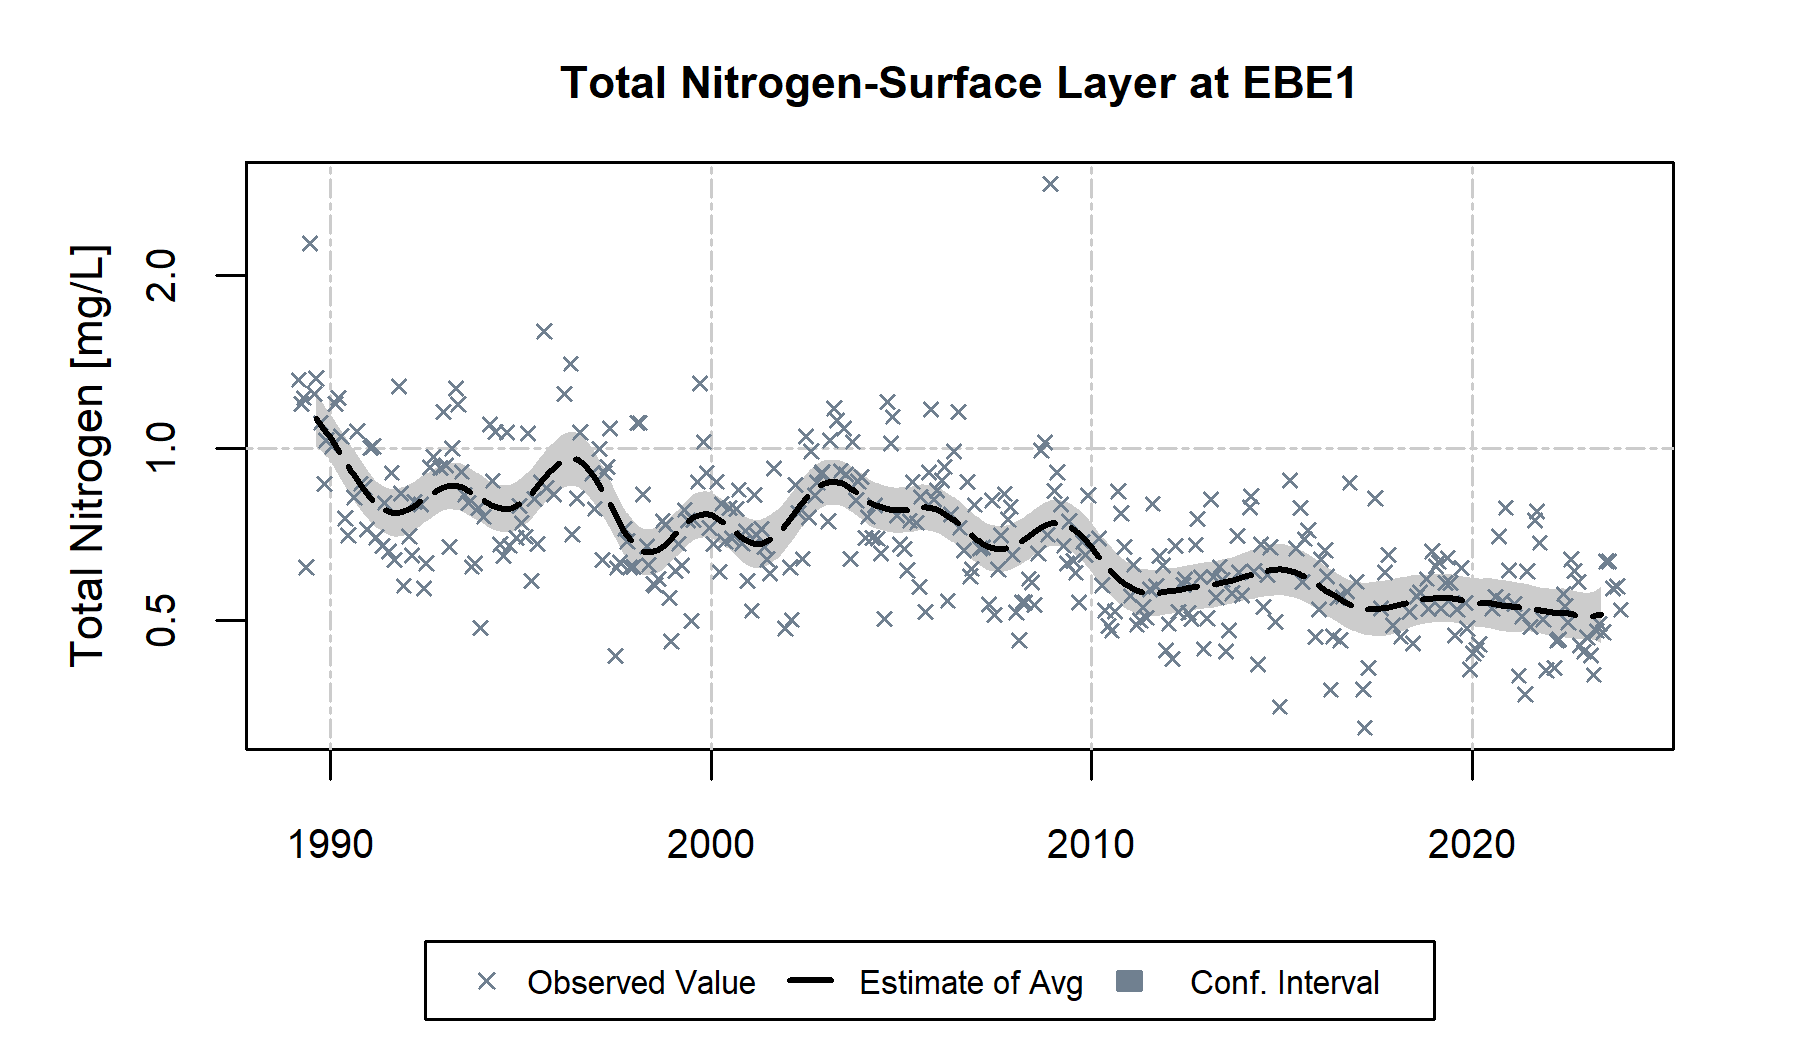 Total Nitrogen-Surface Layer at EBE1
Total Nitrogen [mg/L]
2.0
1.0
0.5
1990 2000 2010 2020
Observed Value Estimate of Avg Conf. Interval